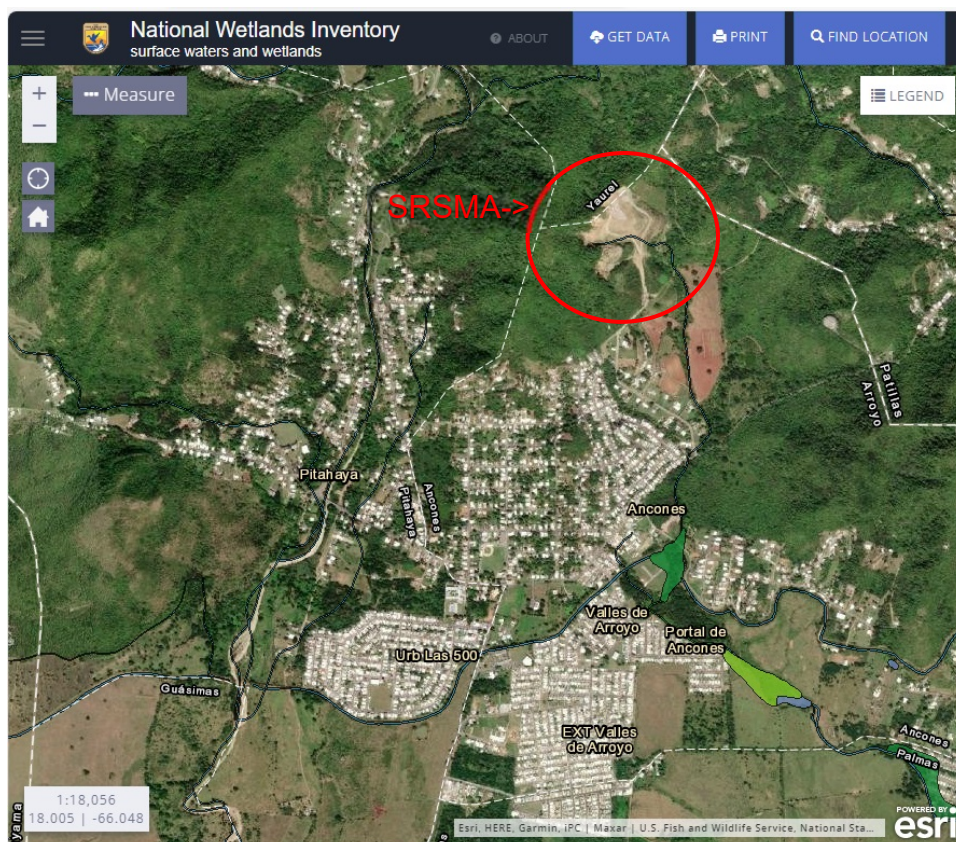 National Wetlands Inventory
surface waters and wetlands
ABOUT
GET DATA
PRINT
FIND LOCATION
Measure
LEGEND
+
−
SRSMA->
Yaurel
Patillas
Arroyo
Pitahaya
Ancones
Pitahaya
Ancones
Valles de
Arroyo
Portal de
Ancones
Urb Las 500
Guásimas
EXT Valles
de Arroyo
Ancones
Palmas
1:18,056
18.005 | -66.048
Esri, HERE, Garmin, iPC | Maxar | U.S. Fish and Wildlife Service, National Sta...
POWERED BY
esri